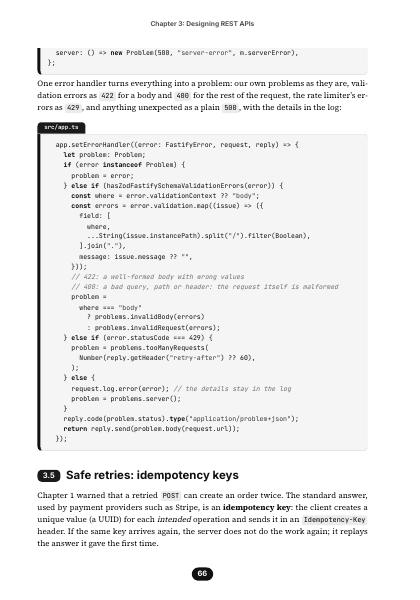 Chapter 3: Designing REST APIs
server: () => new Problem(500, "server-error", m.serverError),
};
One error handler turns everything into a problem: our own problems as they are, vali-
dation errors as 422 for a body and 400 for the rest of the request, the rate limiter's er-
rors as 429, and anything unexpected as a plain 500, with the details in the log:
src/app.ts
app.setErrorHandler((error: FastifyError, request, reply) => {
let problem: Problem;
if (error instanceof Problem) {
problem = error;
} else if (hasZodFastifySchemaValidationErrors(error)) {
const where = error.validationContext ?? "body";
const errors = error.validation.map((issue) => ({
field: [
where,
...String(issue.instancePath).split("/").filter(Boolean),
].join("."),
message: issue.message ?? "",
}));
// 422: a well-formed body with wrong values
// 400: a bad query, path or header: the request itself is malformed
problem =
where === "body"
? problems.invalidBody(errors)
: problems.invalidRequest(errors);
} else if (error.statusCode === 429) {
problem = problems.tooManyRequests(
Number(reply.getHeader("retry-after") ?? 60),
);
} else {
request.log.error(error); // the details stay in the log
problem = problems.server();
}
reply.code(problem.status).type("application/problem+json");
return reply.send(problem.body(request.url));
});
3.5 Safe retries: idempotency keys
Chapter 1 warned that a retried POST can create an order twice. The standard answer,
used by payment providers such as Stripe, is an idempotency key: the client creates a
unique value (a UUID) for each intended operation and sends it in an Idempotency-Key
header. If the same key arrives again, the server does not do the work again; it replays
the answer it gave the first time.
66